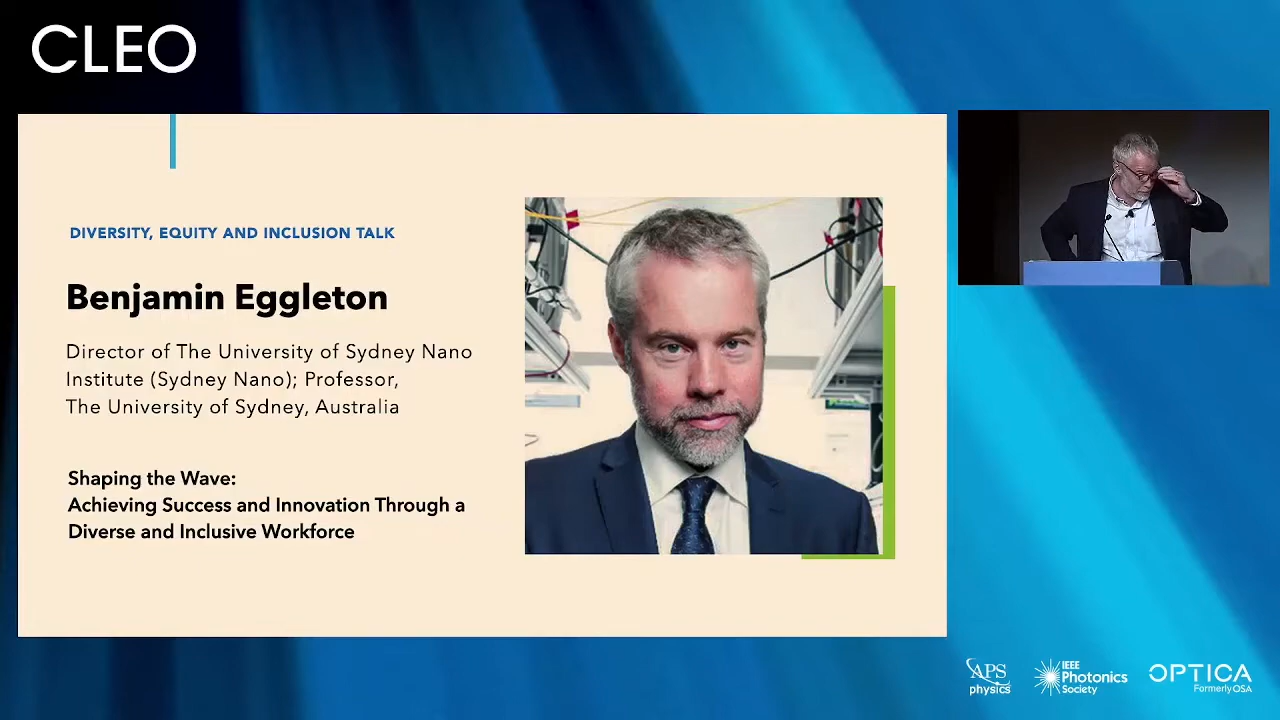 CLEO
DIVERSITY, EQUITY AND INCLUSION TALK
Benjamin Eggleton
Director of The University of Sydney Nano
Institute (Sydney Nano); Professor,
The University of Sydney, Australia
Shaping the Wave:
Achieving Success and Innovation Through a
Diverse and Inclusive Workforce
APS
physics
IEEE
Photonics
Society
OPTICA
Formerly OSA